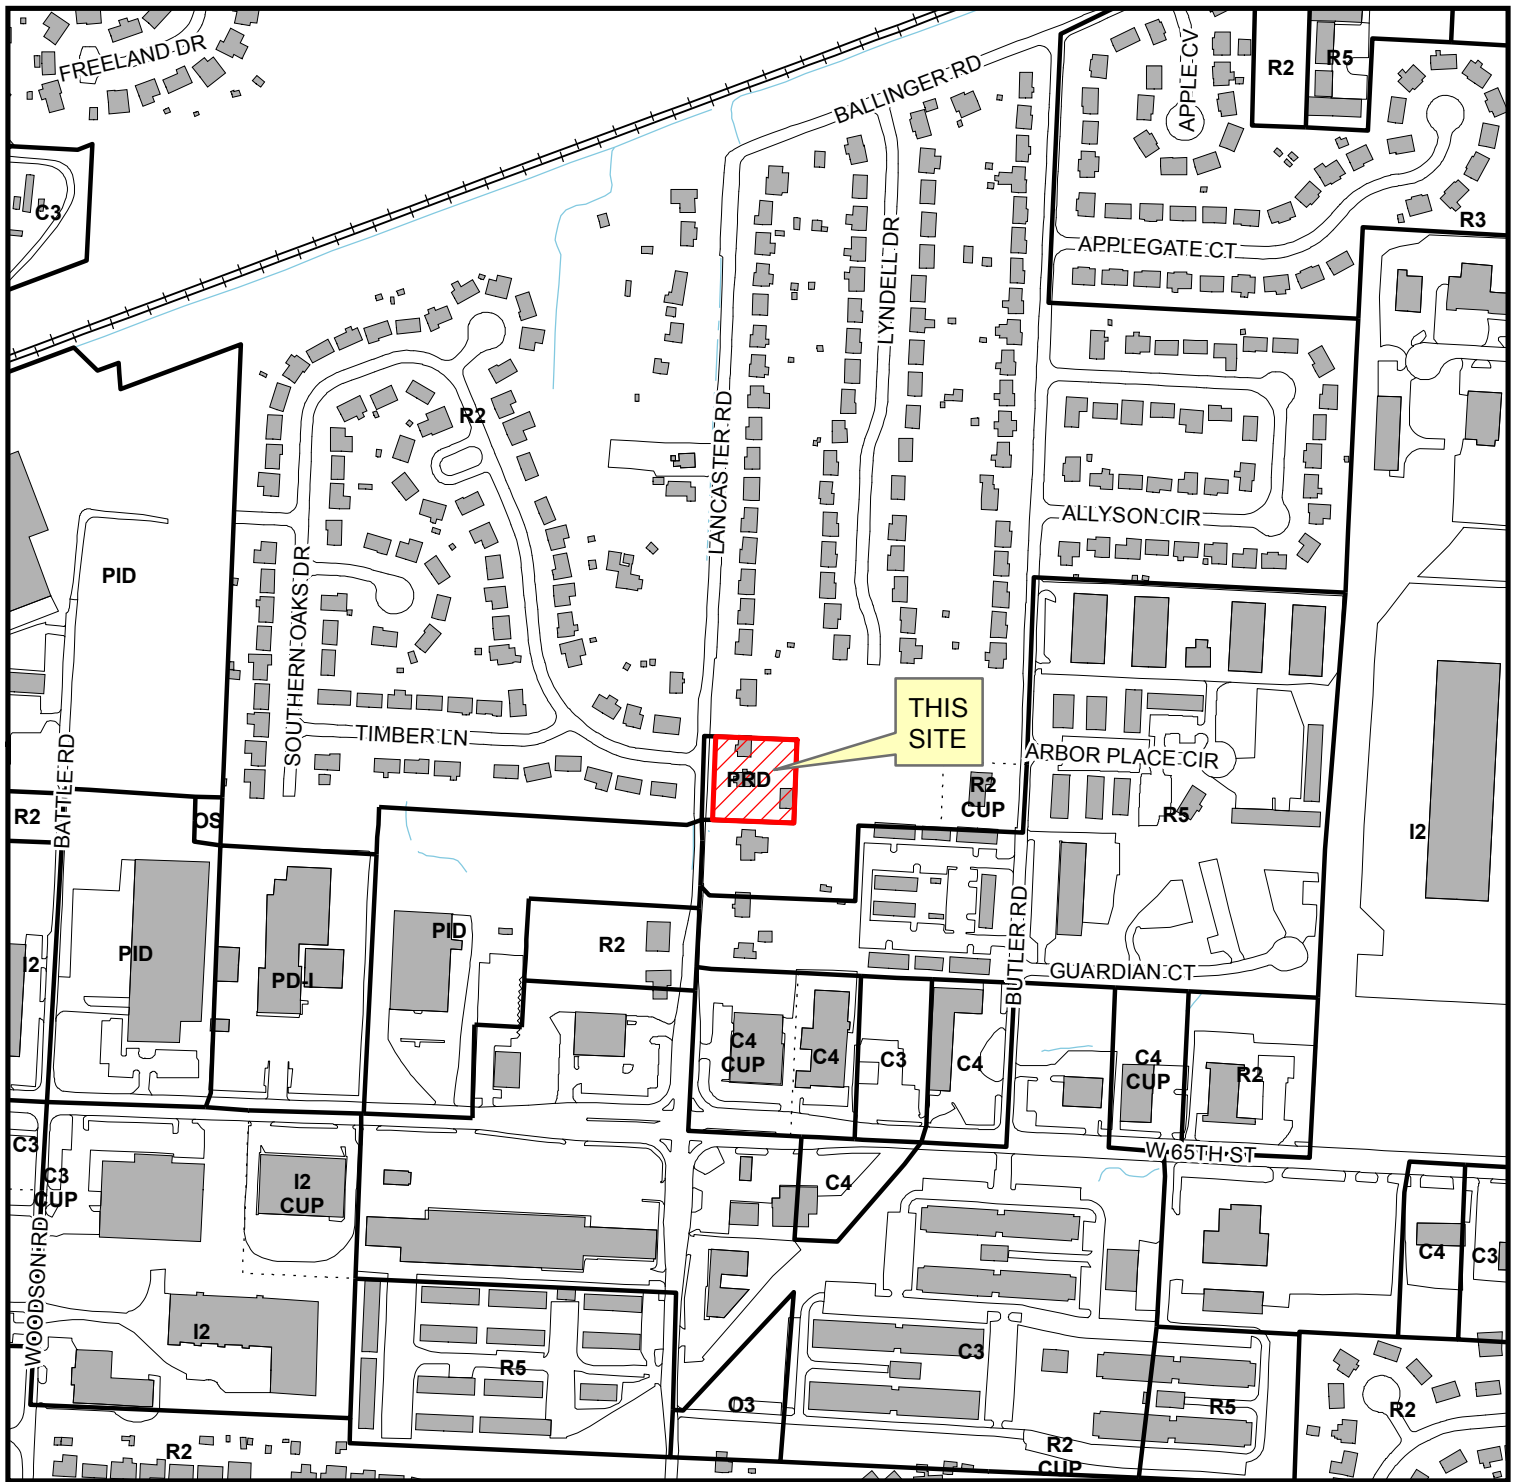 FREELAND DR
BALLINGER RD
APPLE CV
R2
R5
C3
R3
APPLEGATE CT
LYNDELL DR
R2
LANCASTER RD
ALLYSON CIR
PID
SOUTHERN OAKS DR
THIS
SITE
TIMBER LN
BATTLE RD
PRD
ARBOR PLACE CIR
R2
CUP
R2
OS
R5
I2
PID
R2
BUTLER RD
I2
PID
PD-I
GUARDIAN CT
C4
CUP
C4
C3
C4
C4
CUP
R2
C3
W 65TH ST
C3
CUP
I2
CUP
C4
WOODSON RD
C4
C3
I2
R5
C3
O3
R5
R2
R2
R2
CUP